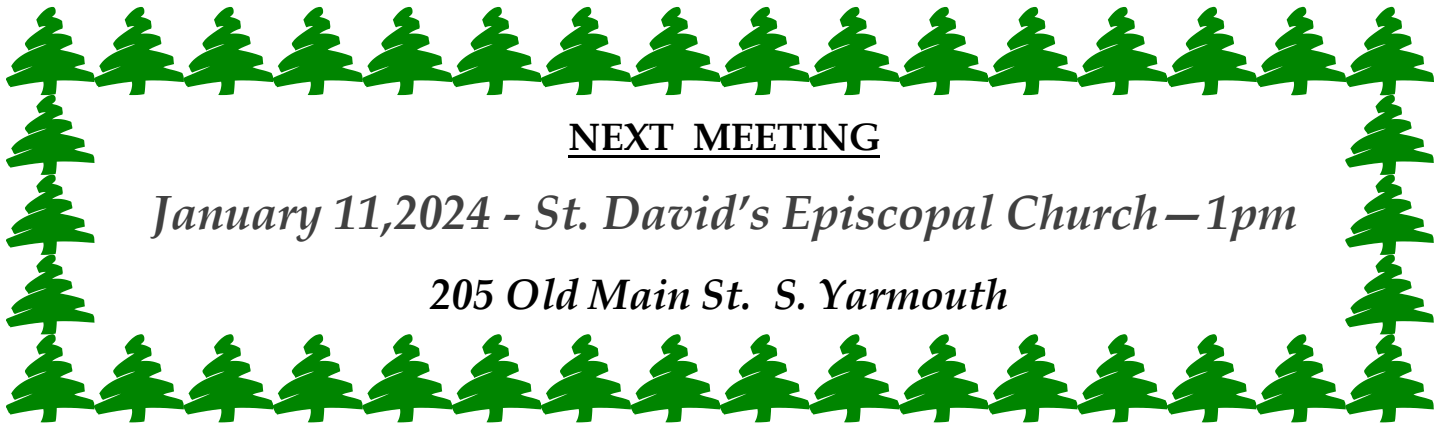 NEXT  MEETING
January 11,2024 - St. David’s Episcopal Church—1pm
205 Old Main St.  S. Yarmouth